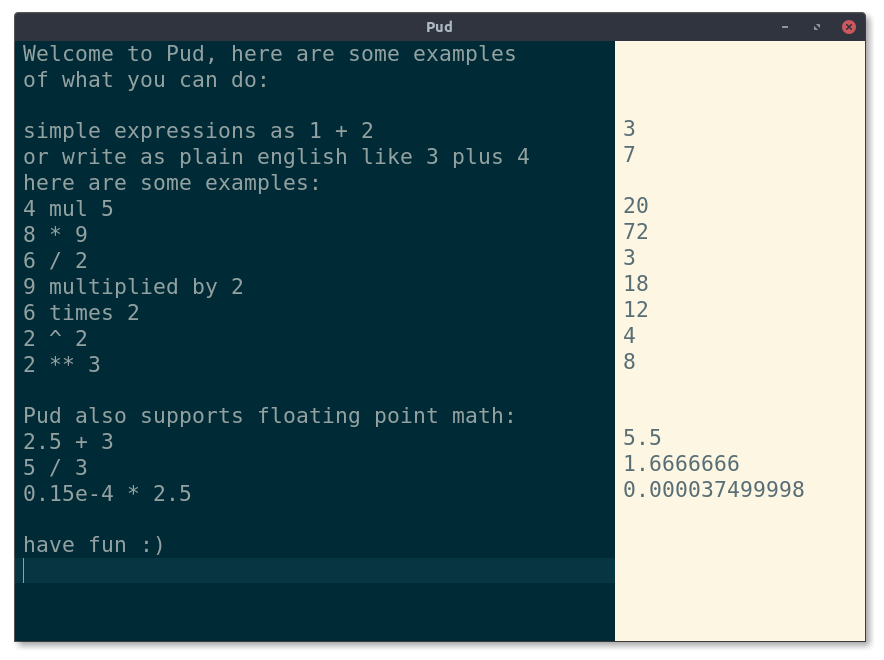 Pud
Welcome to Pud, here are some examples
of what you can do:
simple expressions as 1 + 2
3
or write as plain english like 3 plus 4
7
here are some examples:
4 mul 5
20
8 * 9
72
6 / 2
3
9 multiplied by 2
18
6 times 2
12
2 ^ 2
4
2 ** 3
8
Pud also supports floating point math:
2.5 + 3
5.5
5 / 3
1.6666666
0.15e-4 * 2.5
0.000037499998
have fun :)